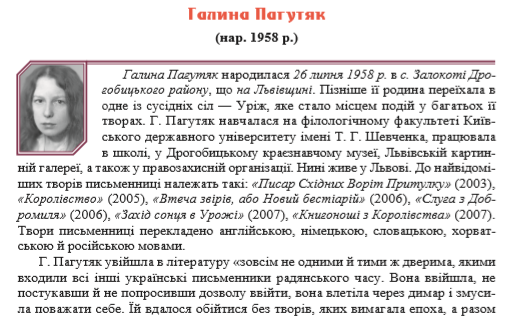 Галина Пагутяк
(нар. 1958 р.)
Галина Пагутяк народилася 26 липня 1958 р. в с. Залокоті Дро-
гобицького району, що на Львівщині. Пізніше її родина переїхала в
одне із сусідніх сіл — Уріж, яке стало місцем подій у багатьох її
творах. Г. Пагутяк навчалася на філологічному факультеті Київ-
ського державного університету імені Т. Г. Шевченка, працювала
в школі, у Дрогобицькому краєзнавчому музеї, Львівській картин-
ній галереї, а також у правозахисній організації. Нині живе у Львові. До найвідомі-
ших творів письменниці належать такі: «Писар Східних Воріт Притулку» (2003),
«Королівство» (2005), «Втеча звірів, або Новий бестіарій» (2006), «Слуга з Доб-
ромиля» (2006), «Захід сонця в Урожі» (2007), «Книгоноші з Королівства» (2007).
Твори письменниці перекладено англійською, німецькою, словацькою, хорват-
ською й російською мовами.
Г. Пагутяк увійшла в літературу «зовсім не одними й тими ж дверима, якими
входили всі інші українські письменники радянського часу. Вона ввійшла, не
постукавши й не попросивши дозволу ввійти, вона влетіла через димар і змуси-
ла поважати себе. Їй вдалося обійтися без творів, яких вимагала епоха, а разом